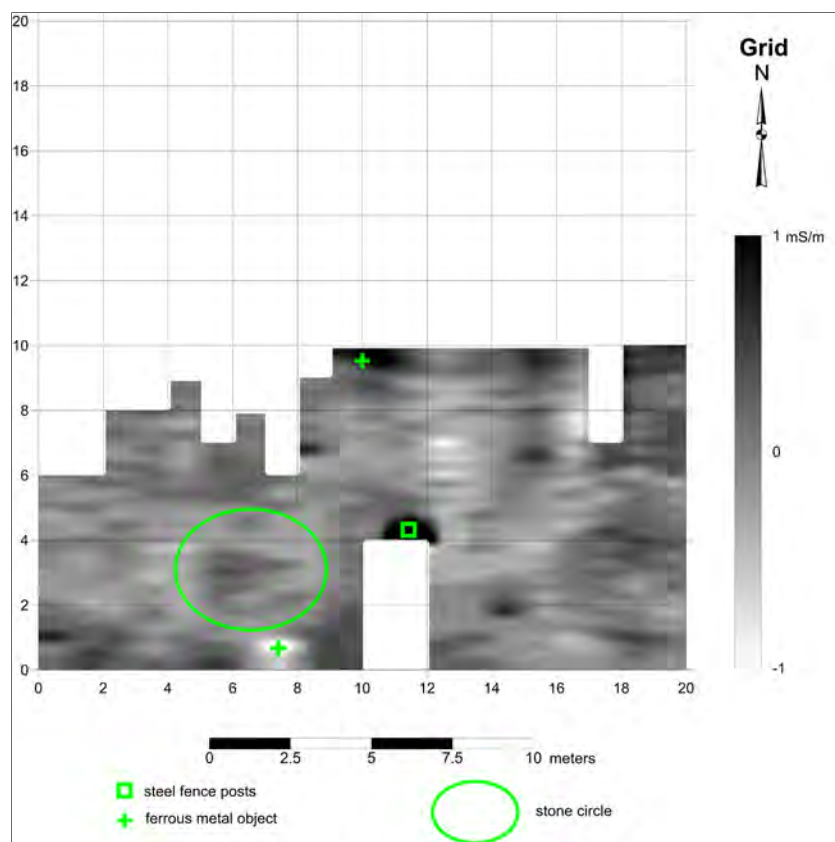 20
18
16
14
12
10
8
6
4
2
0
0 2 4 6 8 10 12 14 16 18 20
Grid
N
1 mS/m
0
-1
0 2.5 5 7.5 10 meters
steel fence posts
ferrous metal object
stone circle